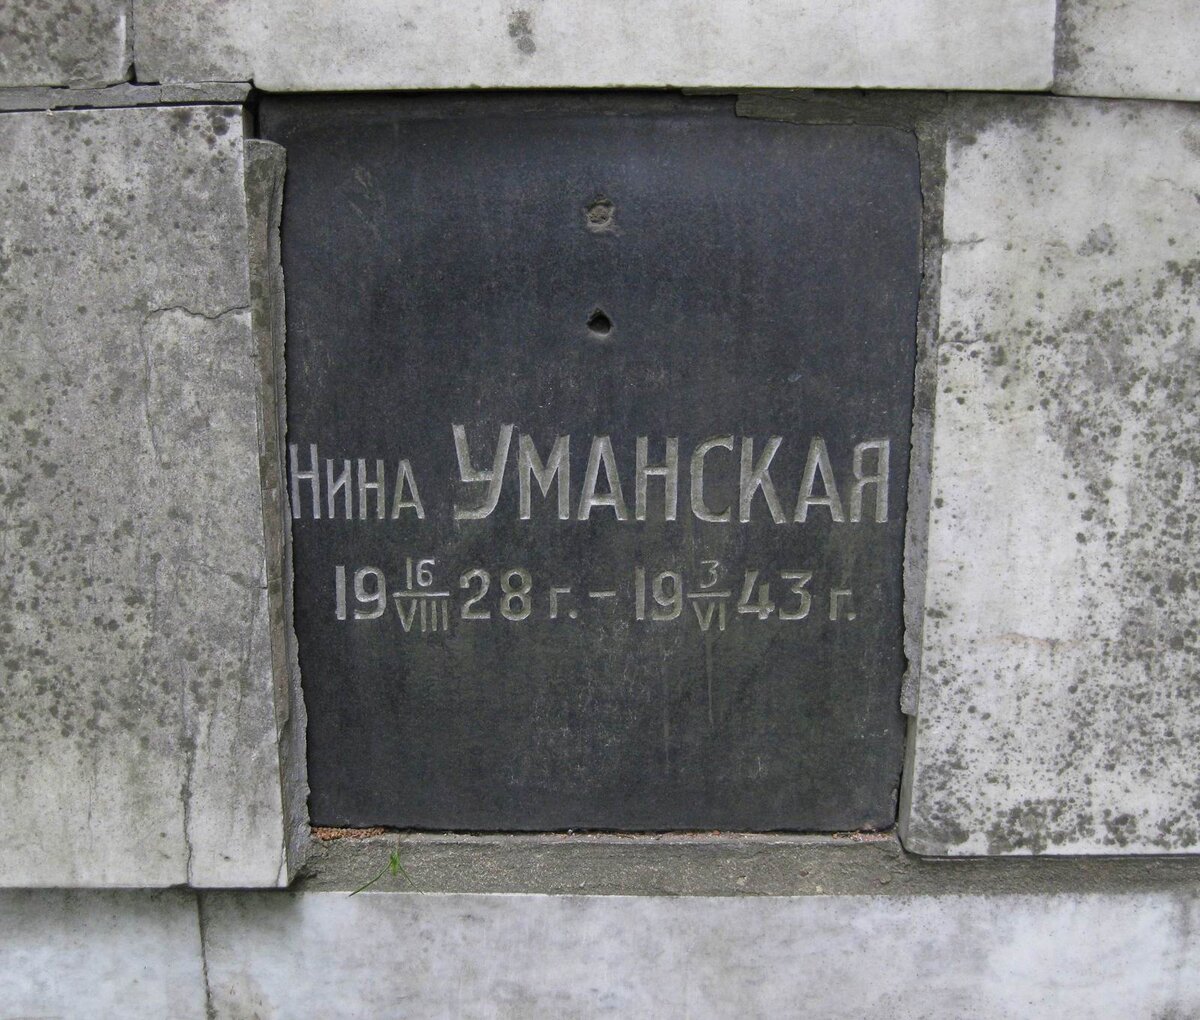 Нина УМАНСКАЯ
19 16/VIII 28 г. – 19 3/VI 43 г.